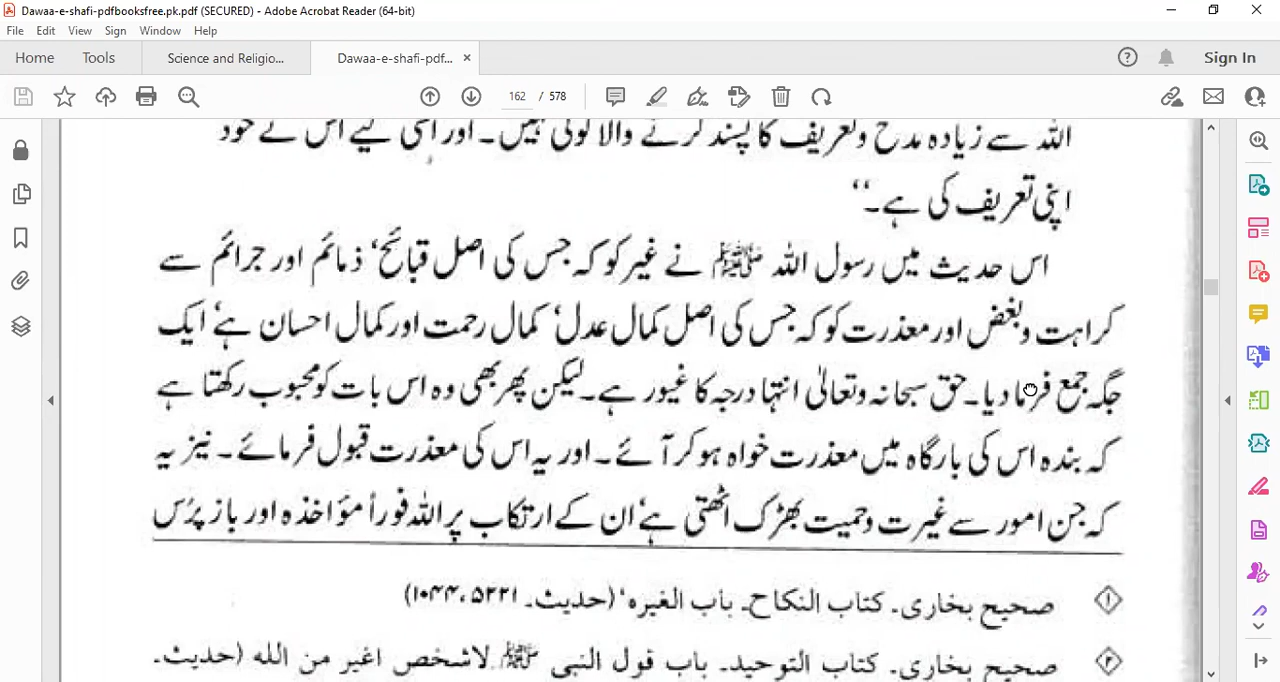 Dawaa-e-shafi-pdfbooksfree.pk.pdf (SECURED) - Adobe Acrobat Reader (64-bit)
File Edit View Sign Window Help
Home Tools Science and Religio... Dawaa-e-shafi-pdf... × Sign In
162 / 578
اللہ سے زیادہ مدح وتعریف کا پسند کرنے والا کوئی نہیں۔ اور اسی لیے اس نے خود
اپنی تعریف کی ہے۔‘‘
اس حدیث میں رسول اللہ ﷺ نے غیر کو کہ جس کی اصل قبائح‘ ذمائم اور جرائم سے
کراہت وبغض اور معذرت کو کہ جس کی اصل کمال عدل‘ کمال رحمت اور کمال احسان ہے‘ ایک
جگہ جمع فرما دیا۔ حق سبحانہ وتعالیٰ انتہا درجہ کا غیور ہے۔ لیکن پھر بھی وہ اس بات کو محبوب رکھتا ہے
کہ بندہ اس کی بارگاہ میں معذرت خواہ ہو کر آئے۔ اور یہ اس کی معذرت قبول فرمائے۔ نیز یہ
کہ جن امور سے غیرت وحمیت بھڑک اٹھتی ہے‘ ان کے ارتکاب پر اللہ فوراً مؤاخذہ اور باز پرس
۱ صحیح بخاری۔ کتاب النکاح۔ باب الغیرہ‘ (حدیث۔ ۵۲۲۱،۱۰۴۴)
۲ صحیح بخاری۔ کتاب التوحید۔ باب قول النبی ﷺ لاشخص اغیر من الله (حدیث۔